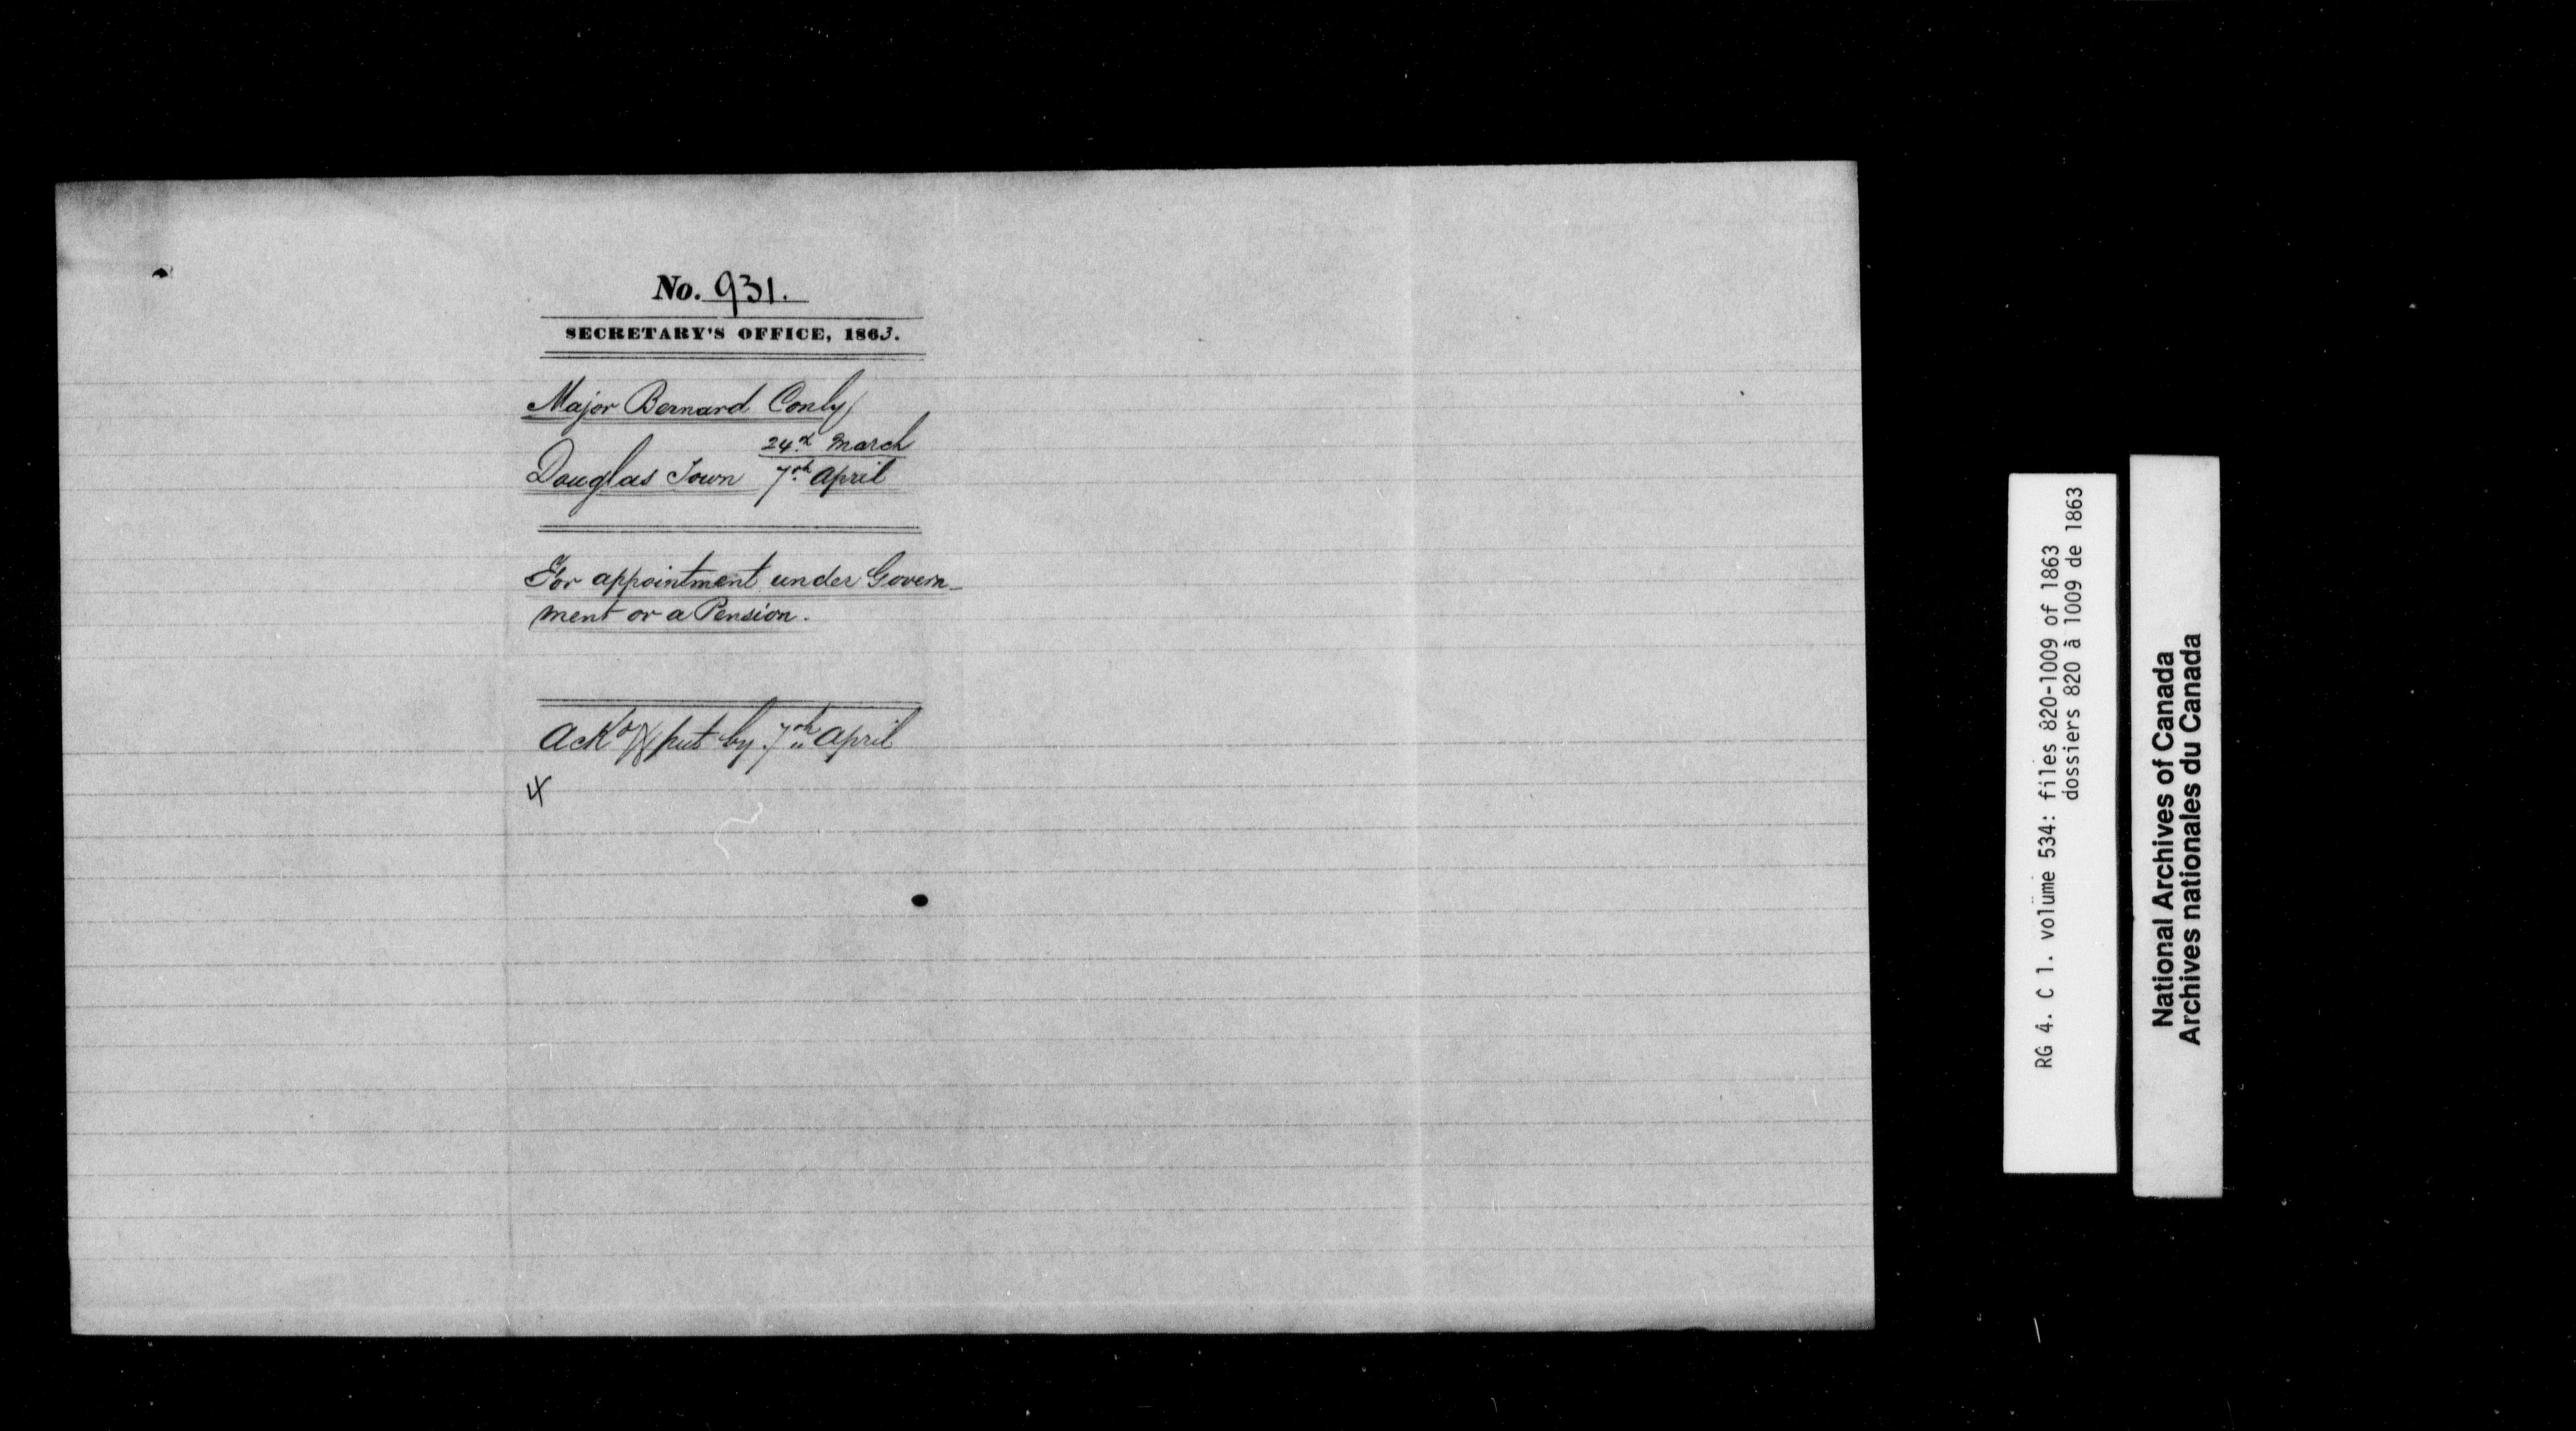 No. 931.
SECRETARY'S OFFICE, 1863.
Major Bernard Conly
24th March
Douglas Town 7th April
For appointment under Govern-
ment or a Pension.
Ackd & put by 7th April
RG 4. C 1. volume 534: files 820-1009 of 1863
dossiers 820 à 1009 de 1863
National Archives of Canada
Archives nationales du Canada